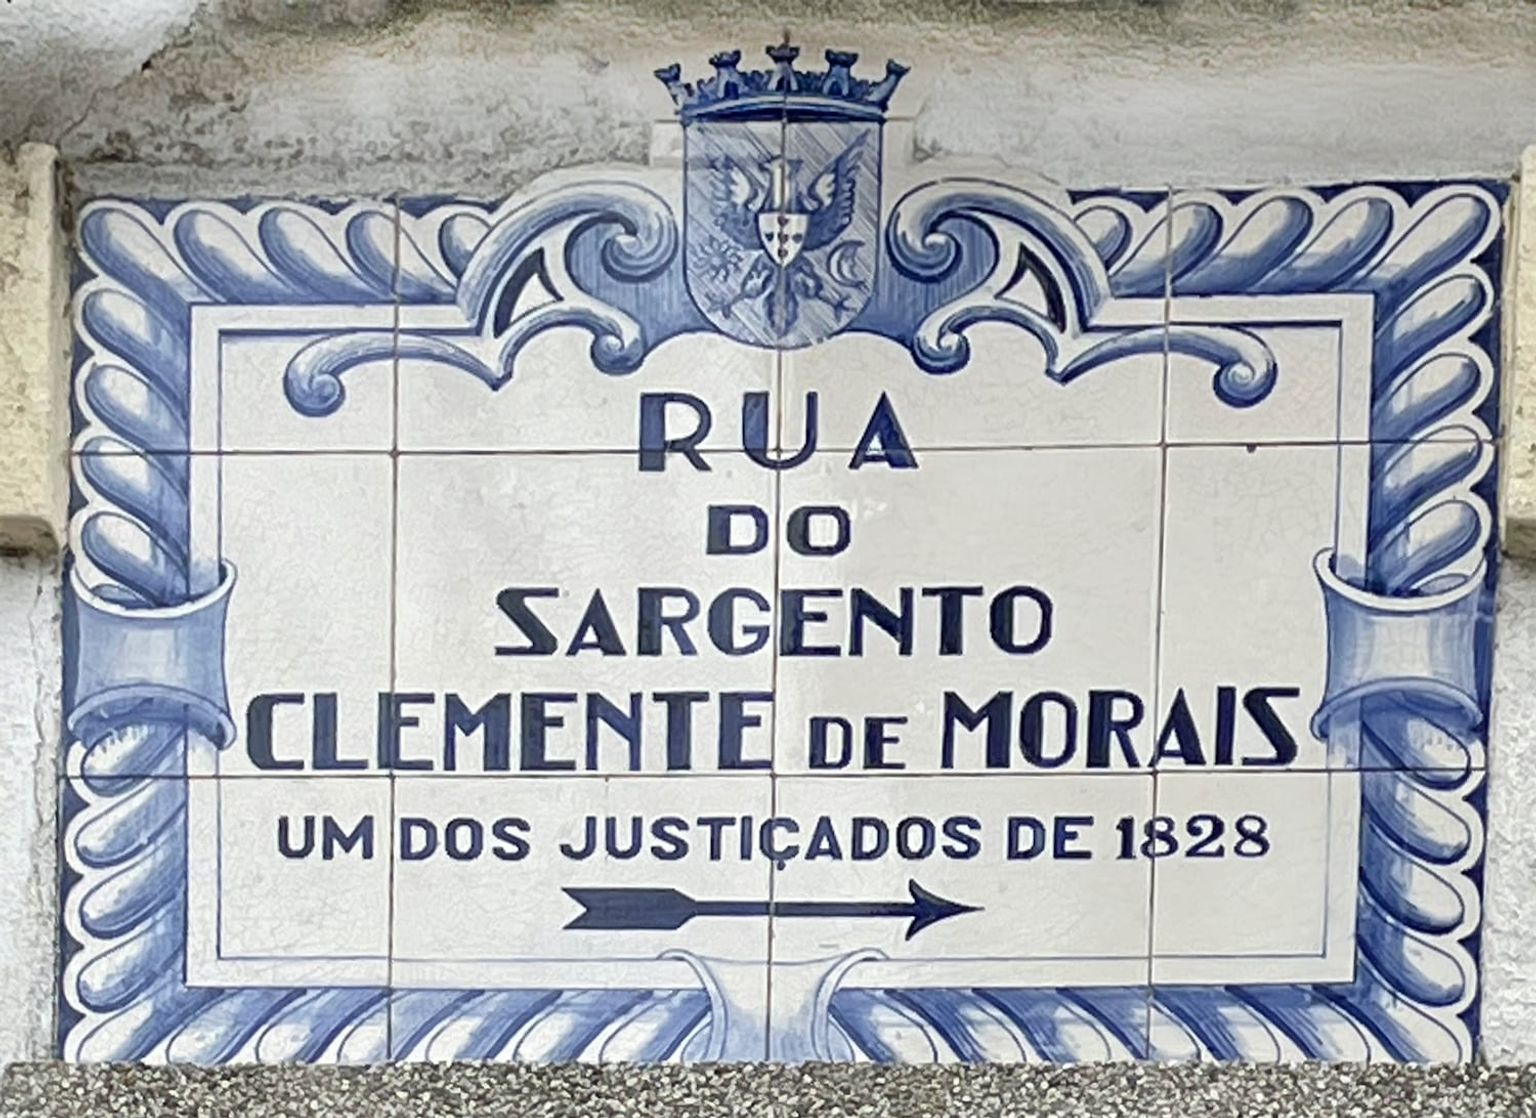 RUA
DO
SARGENTO
CLEMENTE DE MORAIS
UM DOS JUSTIÇADOS DE 1828